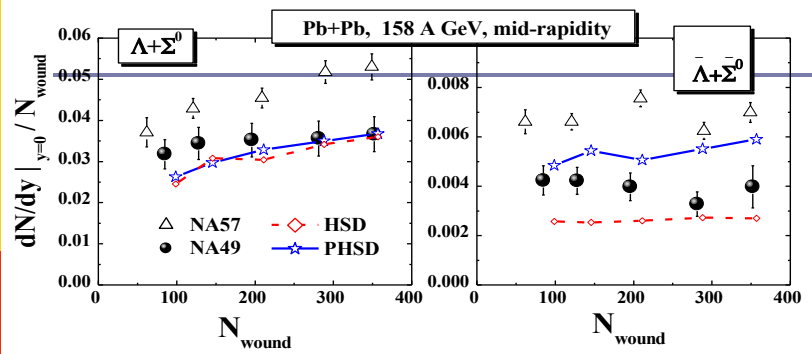 Pb+Pb, 158 A GeV, mid-rapidity
Λ+Σ⁰
Λ̄+Σ̄⁰
dN/dy |y=0 / Nwound
0.06
0.05
0.04
0.03
0.02
0.01
0.00
NA57
NA49
HSD
PHSD
0 100 200 300 400
Nwound
0.008
0.006
0.004
0.002
0.000
0 100 200 300 400
Nwound